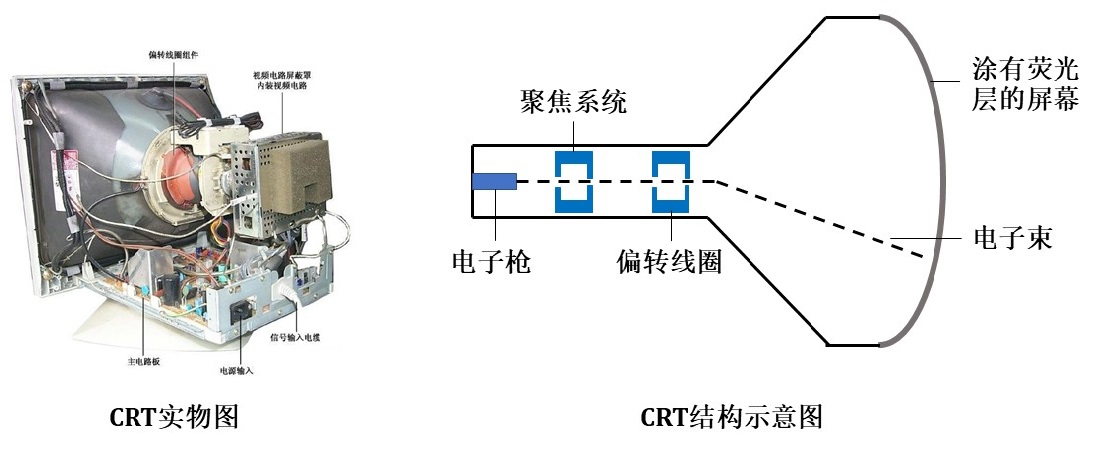 偏转线圈组件
视频电路屏蔽罩
内装视频电路
主电路板
电源输入
信号输入电缆
CRT实物图
聚焦系统
涂有荧光
层的屏幕
电子枪
偏转线圈
电子束
CRT结构示意图